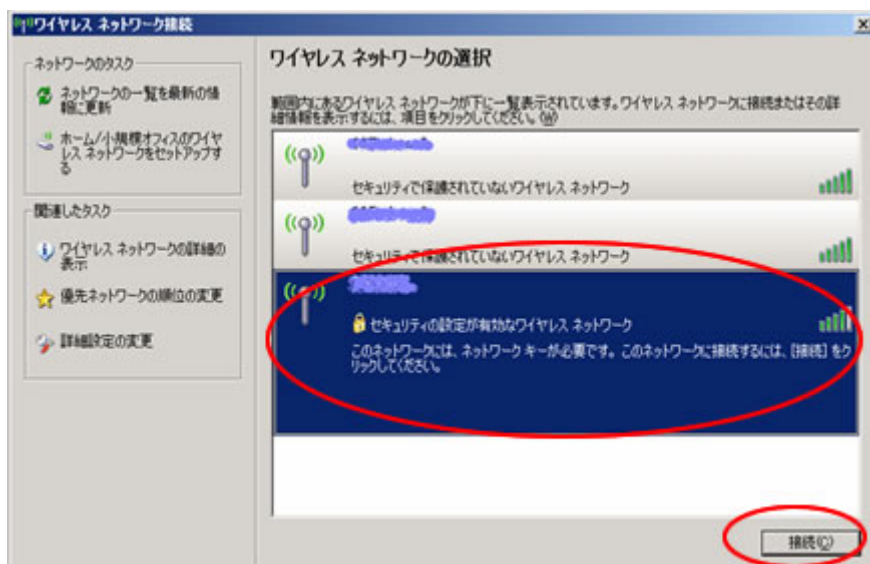 ワイヤレス ネットワーク接続
ネットワークのタスク
ネットワークの一覧を最新の情
報に更新
ホーム/小規模オフィスのワイヤ
レス ネットワークをセットアップす
る
関連したタスク
ワイヤレス ネットワークの詳細の
表示
優先ネットワークの順位の変更
詳細設定の変更
ワイヤレス ネットワークの選択
範囲内にあるワイヤレス ネットワークが下に一覧表示されています。ワイヤレス ネットワークに接続またはその詳
細情報を表示するには、項目をクリックしてください。(W)
セキュリティで保護されていないワイヤレス ネットワーク
セキュリティで保護されていないワイヤレス ネットワーク
セキュリティの設定が有効なワイヤレス ネットワーク
このネットワークには、ネットワーク キーが必要です。このネットワークに接続するには、[接続] をク
リックしてください。
接続(C)